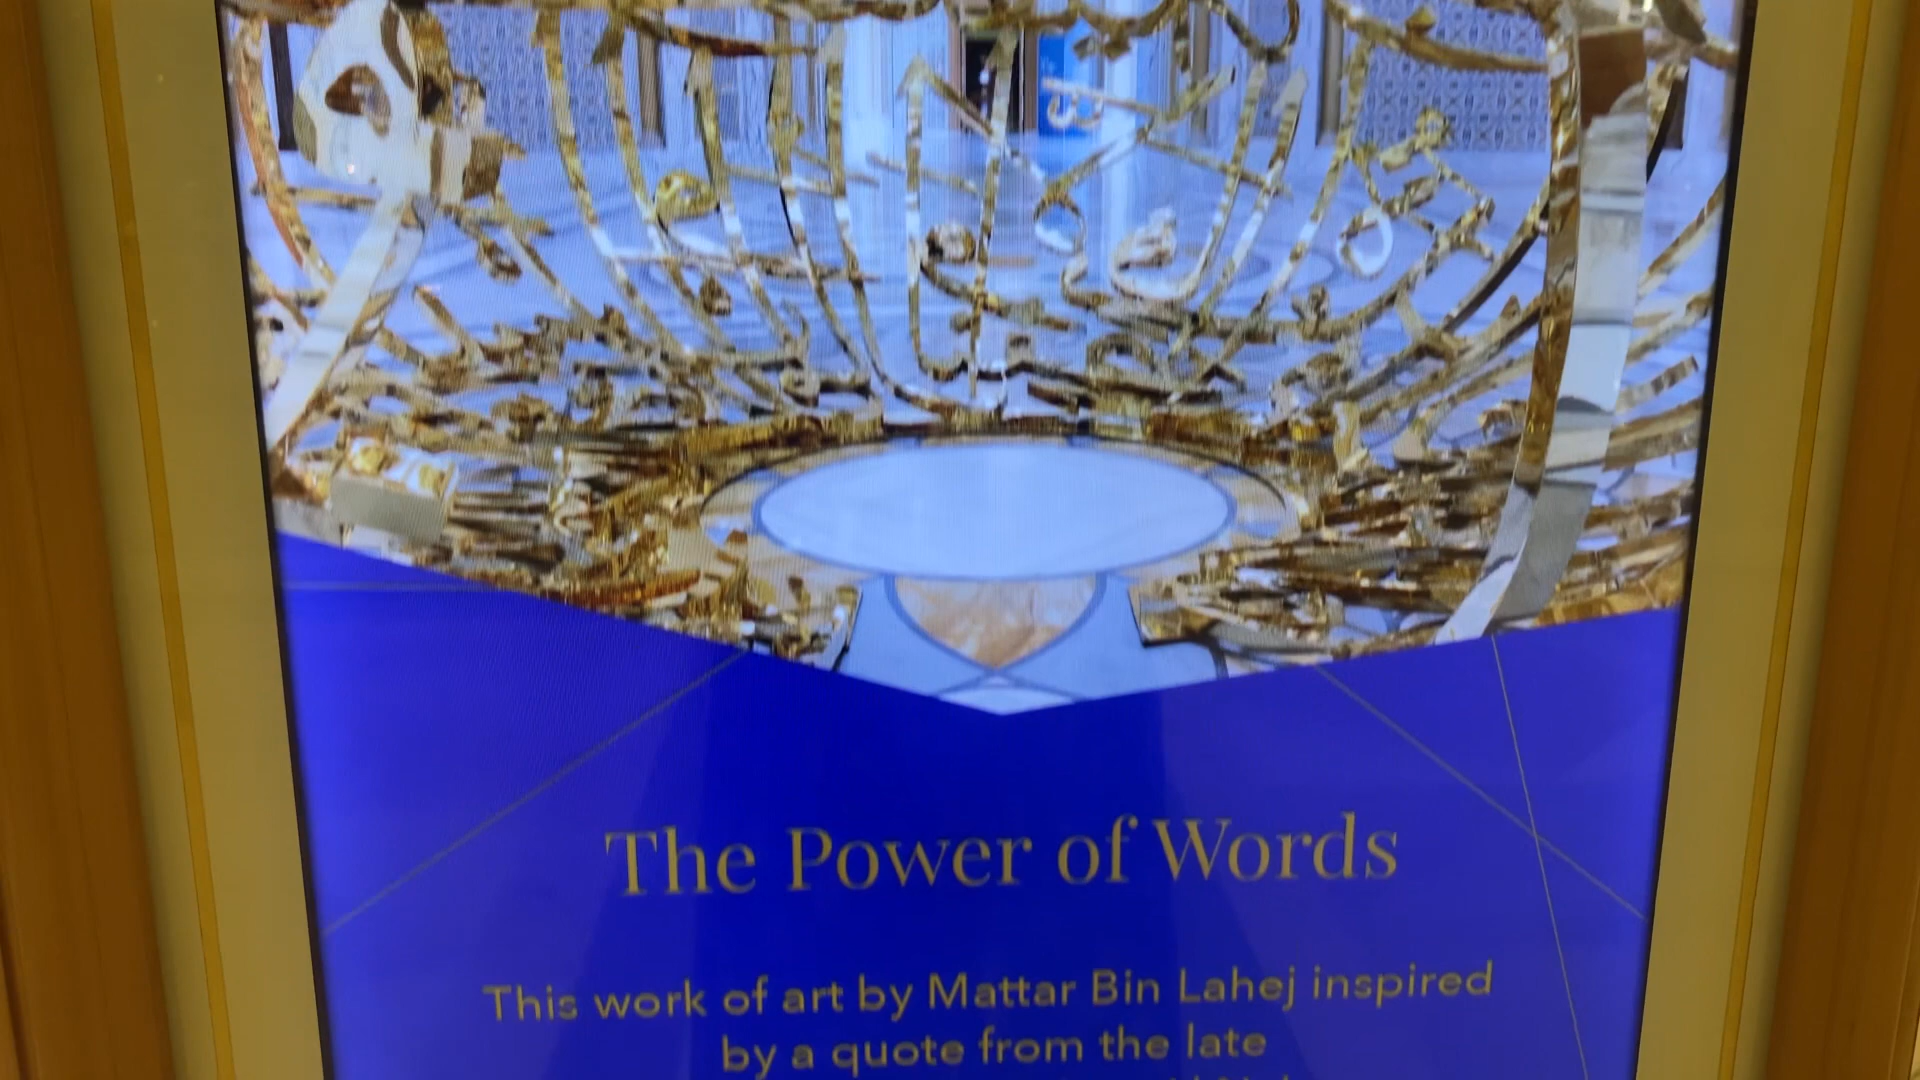 The Power of Words
This work of art by Mattar Bin Lahej inspired
by a quote from the late